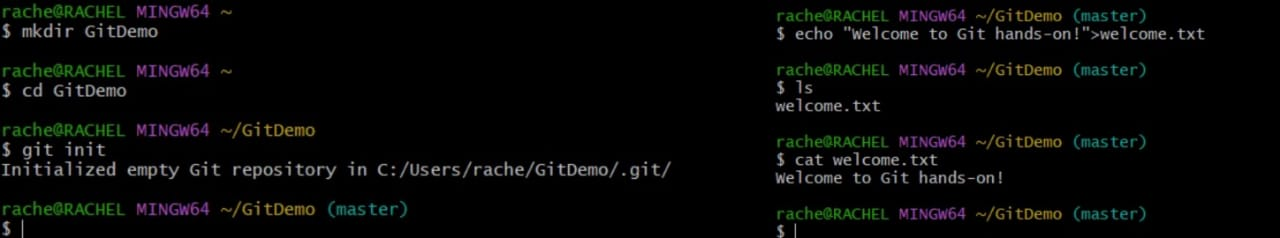 rache@RACHEL MINGW64 ~
$ mkdir GitDemo
rache@RACHEL MINGW64 ~
$ cd GitDemo
rache@RACHEL MINGW64 ~/GitDemo
$ git init
Initialized empty Git repository in C:/Users/rache/GitDemo/.git/
rache@RACHEL MINGW64 ~/GitDemo (master)
$
rache@RACHEL MINGW64 ~/GitDemo (master)
$ echo "Welcome to Git hands-on!">welcome.txt
rache@RACHEL MINGW64 ~/GitDemo (master)
$ ls
welcome.txt
rache@RACHEL MINGW64 ~/GitDemo (master)
$ cat welcome.txt
Welcome to Git hands-on!
rache@RACHEL MINGW64 ~/GitDemo (master)
$